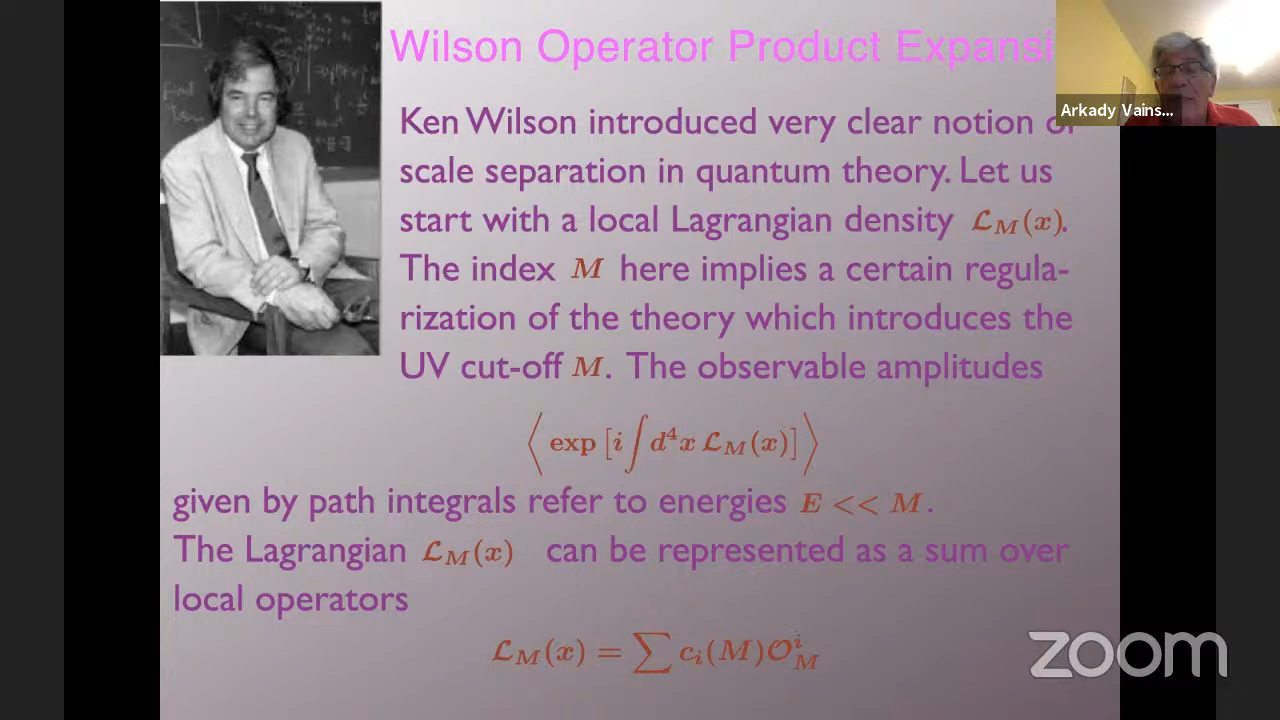 Wilson Operator Product Expansi
Arkady Vains...
Ken Wilson introduced very clear notion of
scale separation in quantum theory. Let us
start with a local Lagrangian density ℒ_M(x).
The index M here implies a certain regula-
rization of the theory which introduces the
UV cut-off M. The observable amplitudes
⟨ exp [i∫d⁴x ℒ_M(x)] ⟩
given by path integrals refer to energies E << M.
The Lagrangian ℒ_M(x) can be represented as a sum over
local operators
ℒ_M(x) = ∑ c_i(M)𝒪^i_M
zoom